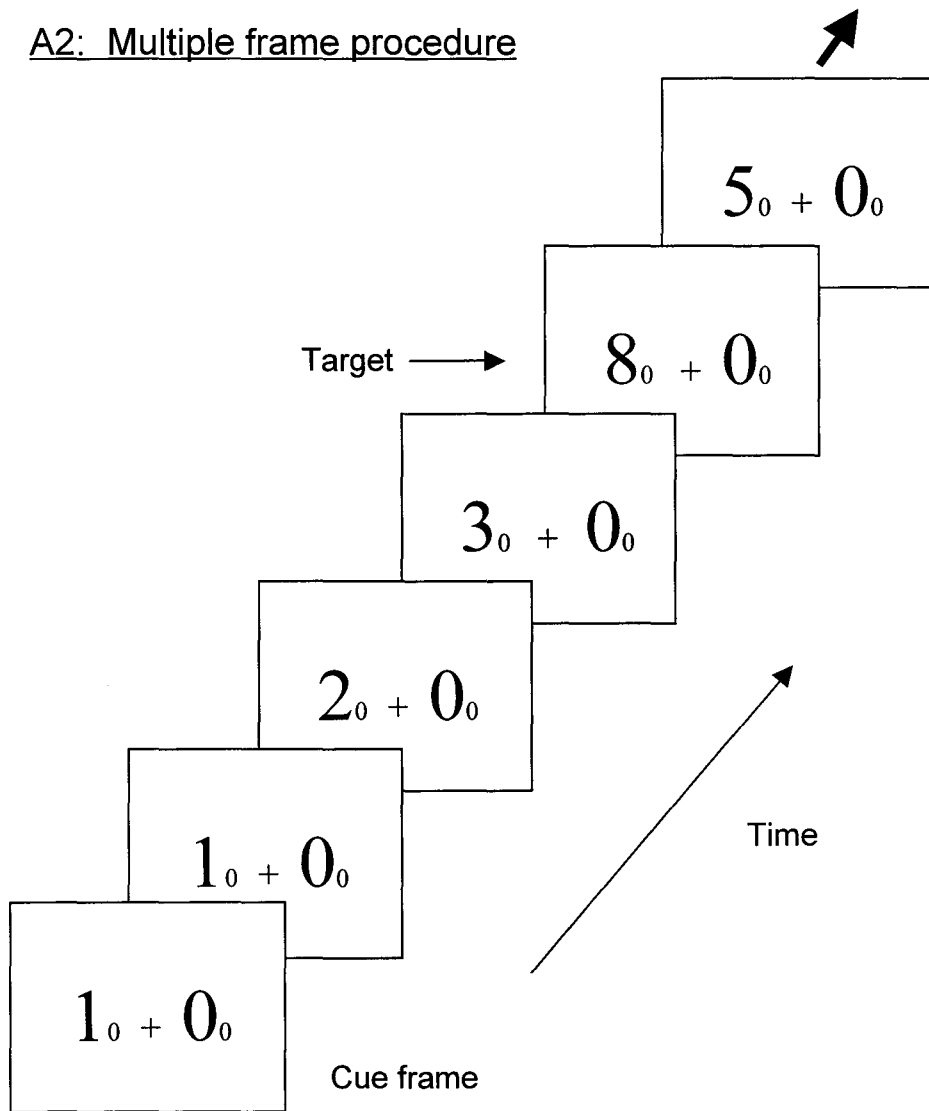 A2: Multiple frame procedure
5₀ + 0₀
Target
8₀ + 0₀
3₀ + 0₀
2₀ + 0₀
Time
1₀ + 0₀
1₀ + 0₀
Cue frame